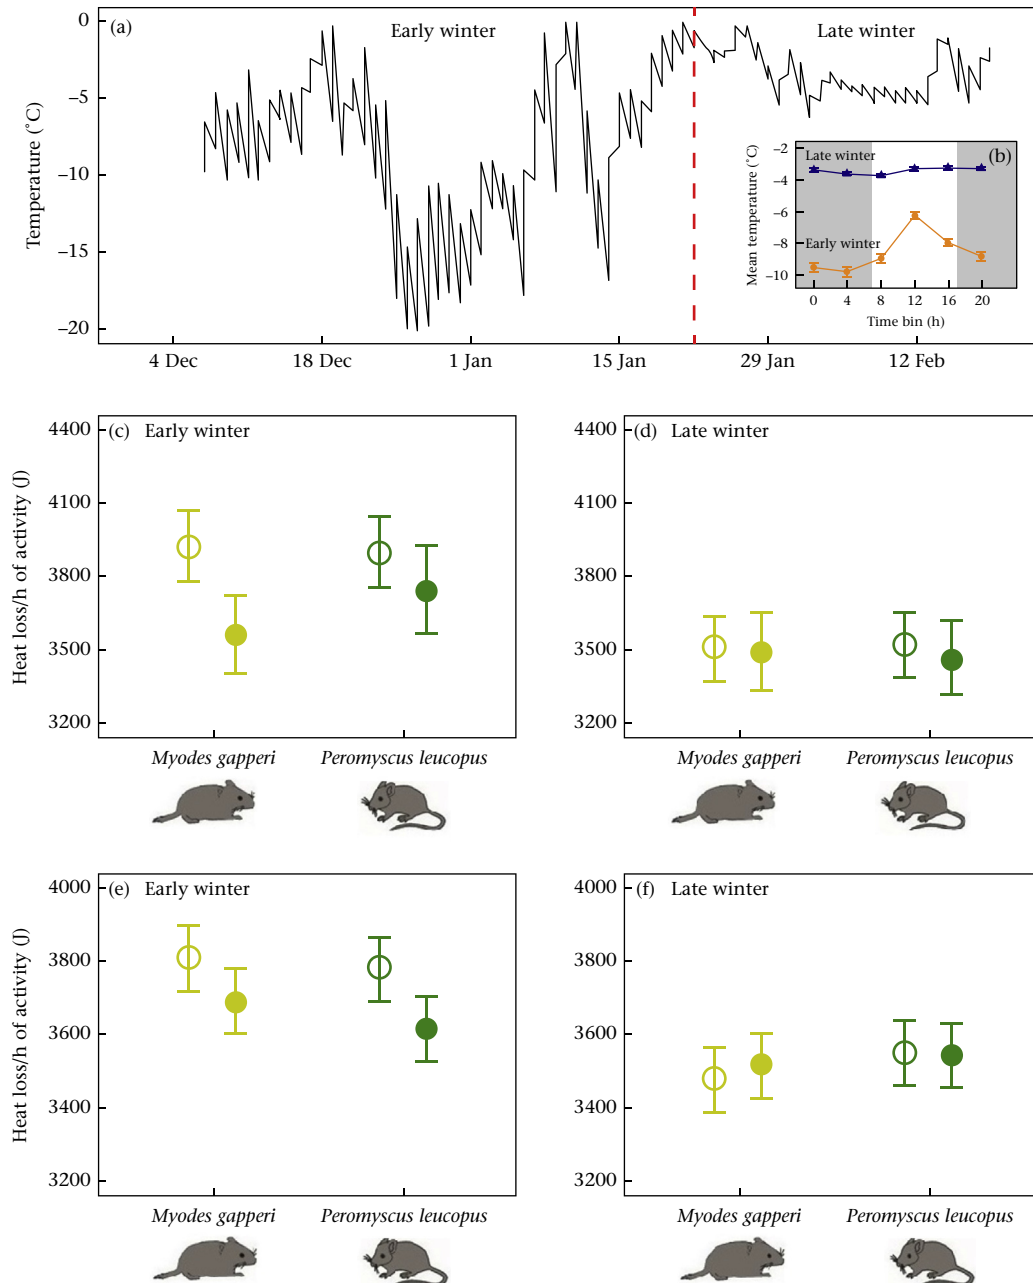 (a)
Early winter
Late winter
Temperature (˚C)
0
−5
−10
−15
−20
4 Dec
18 Dec
1 Jan
15 Jan
29 Jan
12 Feb
(b)
Mean temperature (˚C)
−2
−4
−6
−8
−10
Late winter
Early winter
0
4
8
12
16
20
Time bin (h)
(c) Early winter
Heat loss/h of activity (J)
4400
4100
3800
3500
3200
Myodes gapperi
Peromyscus leucopus
(d) Late winter
4400
4100
3800
3500
3200
Myodes gapperi
Peromyscus leucopus
(e) Early winter
Heat loss/h of activity (J)
4000
3800
3600
3400
3200
Myodes gapperi
Peromyscus leucopus
(f) Late winter
4000
3800
3600
3400
3200
Myodes gapperi
Peromyscus leucopus